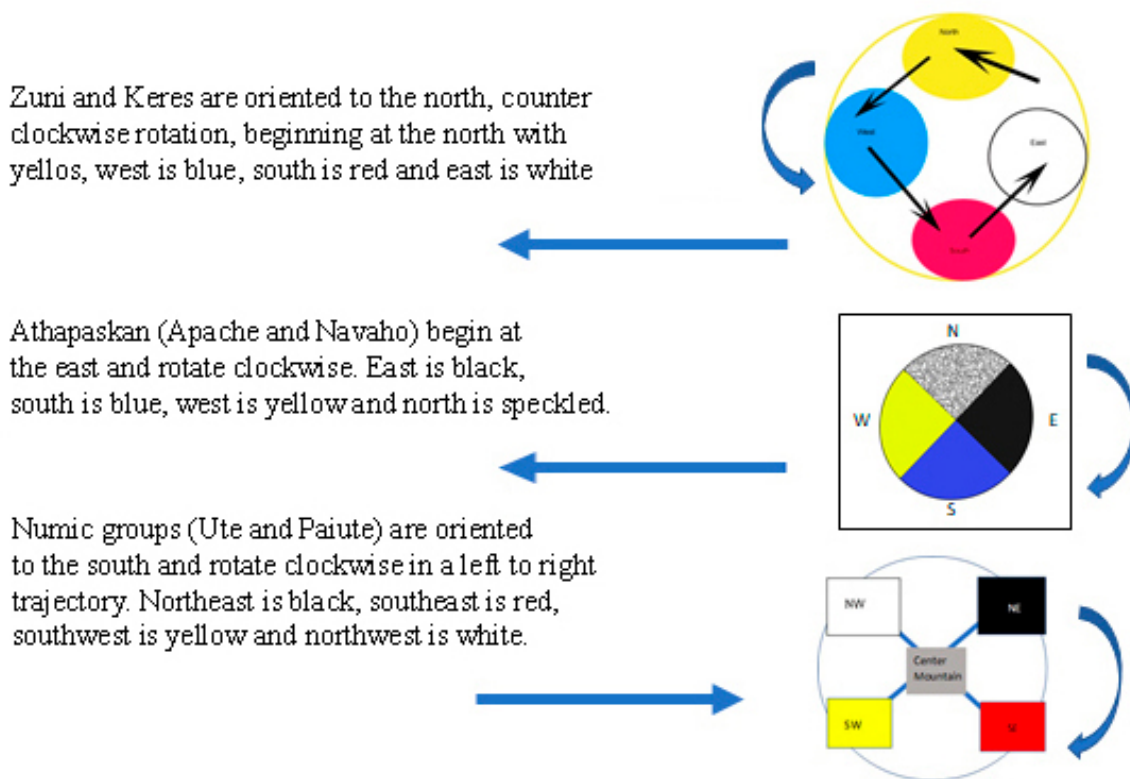 Zuni and Keres are oriented to the north, counter
clockwise rotation, beginning at the north with
yellos, west is blue, south is red and east is white
North
West
East
South
Athapaskan (Apache and Navaho) begin at
the east and rotate clockwise. East is black,
south is blue, west is yellow and north is speckled.
N
W
E
S
Numic groups (Ute and Paiute) are oriented
to the south and rotate clockwise in a left to right
trajectory. Northeast is black, southeast is red,
southwest is yellow and northwest is white.
NW
NE
Center
Mountain
SW